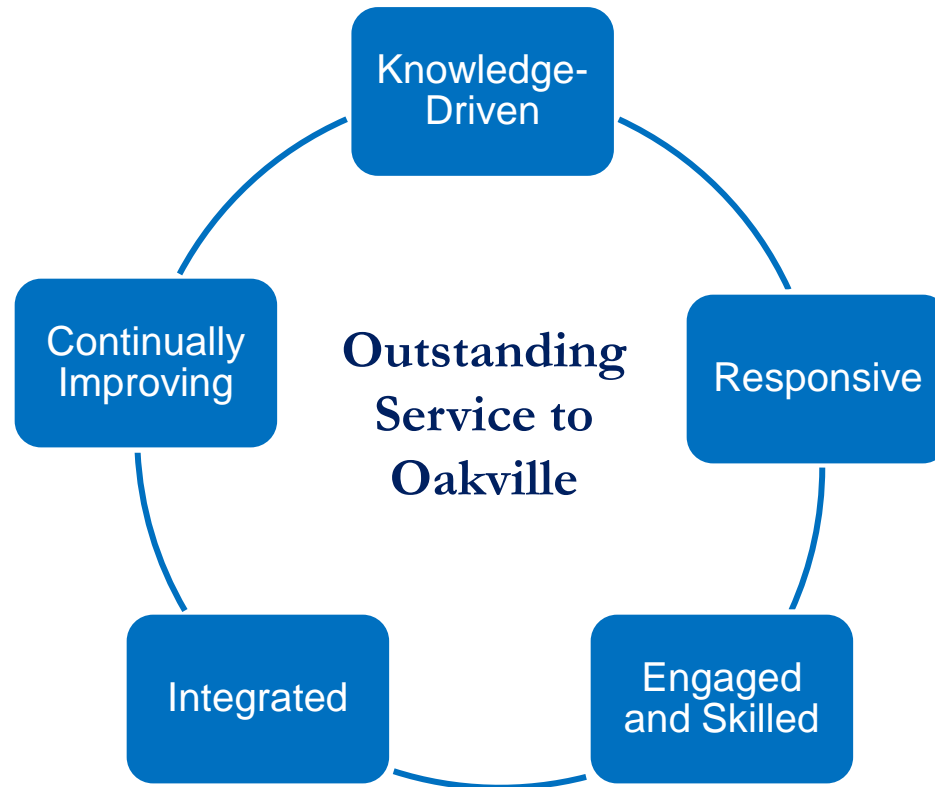 Knowledge-
Driven
Responsive
Engaged
and Skilled
Integrated
Continually
Improving
Outstanding
Service to
Oakville